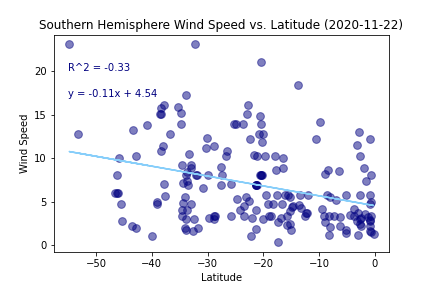 Southern Hemisphere Wind Speed vs. Latitude (2020-11-22)
R^2 = -0.33
y = -0.11x + 4.54
Wind Speed
20
15
10
5
0
−50
−40
−30
−20
−10
0
Latitude